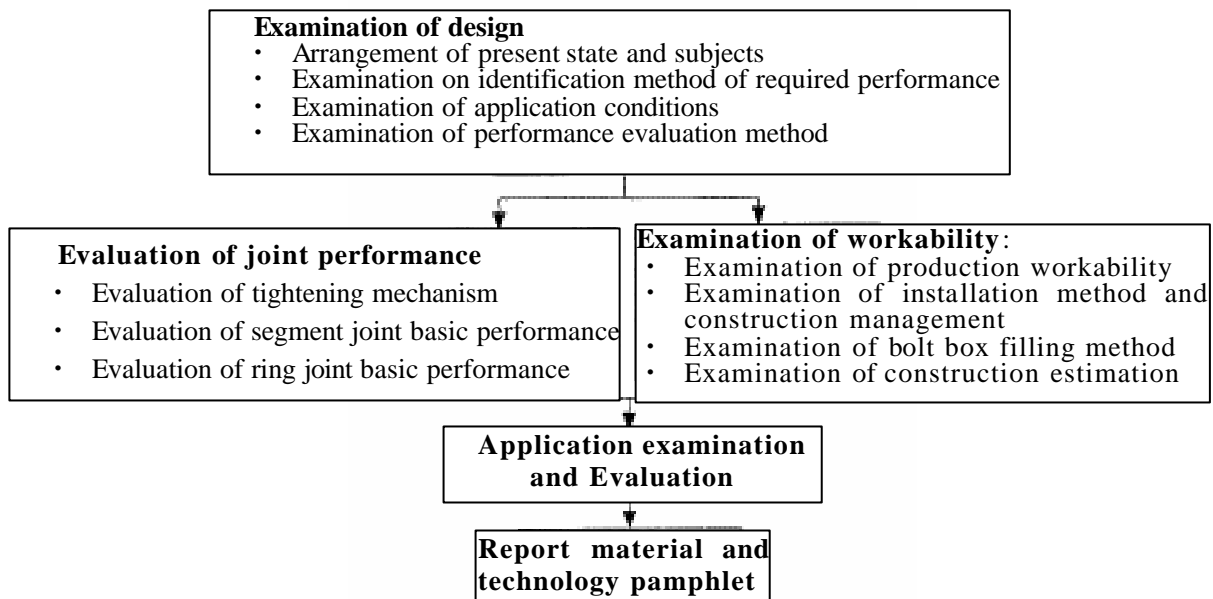 Examination of design
・ Arrangement of present state and subjects
・ Examination on identification method of required performance
・ Examination of application conditions
・ Examination of performance evaluation method
Evaluation of joint performance
・ Evaluation of tightening mechanism
・ Evaluation of segment joint basic performance
・ Evaluation of ring joint basic performance
Examination of workability:
・ Examination of production workability
・ Examination of installation method and
construction management
・ Examination of bolt box filling method
・ Examination of construction estimation
Application examination
and Evaluation
Report material and
technology pamphlet